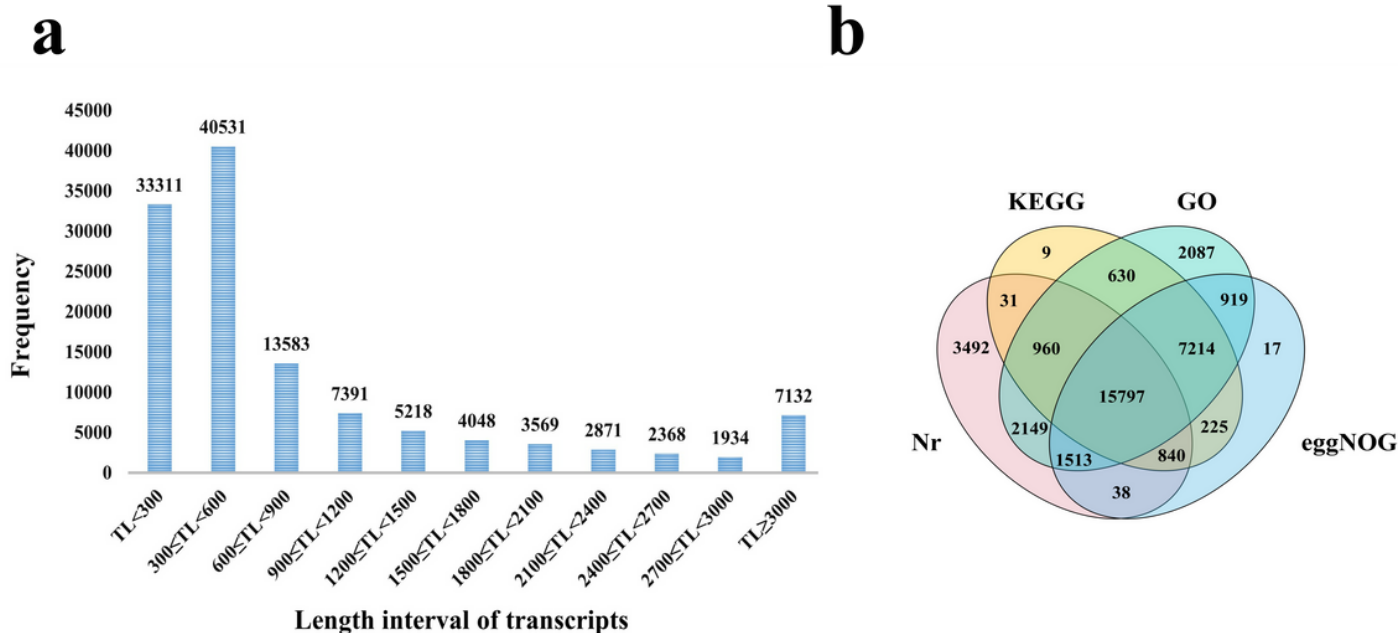 a
b
45000
40000
35000
30000
25000
20000
15000
10000
5000
0
Frequency
33311
40531
13583
7391
5218
4048
3569
2871
2368
1934
7132
TL<300
300≤TL<600
600≤TL<900
900≤TL<1200
1200≤TL<1500
1500≤TL<1800
1800≤TL<2100
2100≤TL<2400
2400≤TL<2700
2700≤TL<3000
TL≥3000
Length interval of transcripts
KEGG
GO
9
2087
630
31
919
3492
960
7214
17
15797
2149
225
Nr
eggNOG
1513
840
38